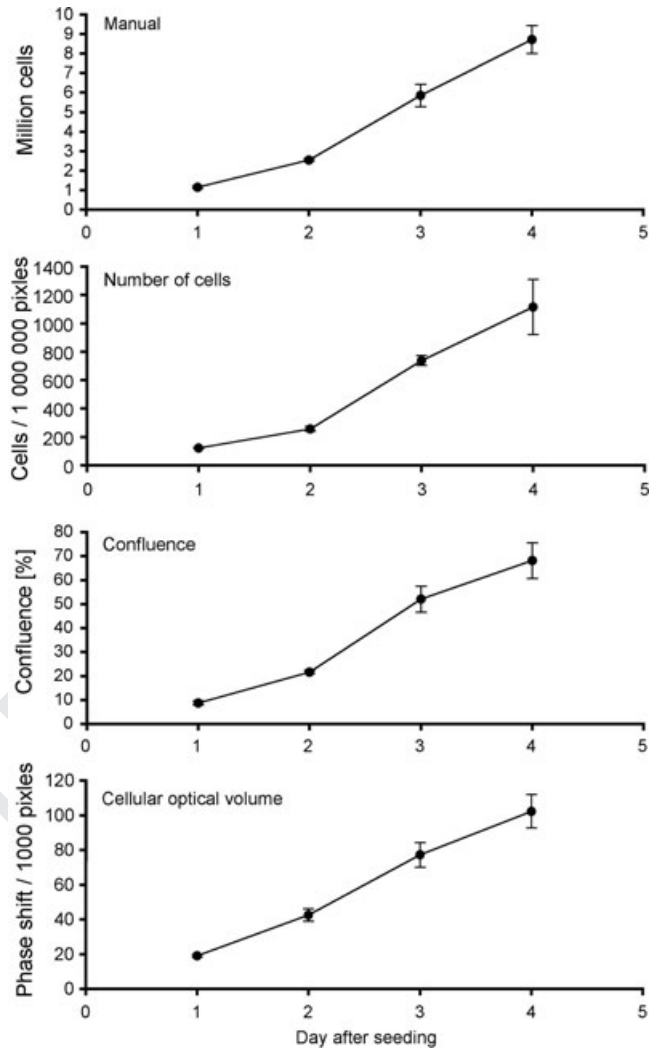 Manual
Million cells
10
9
8
7
6
5
4
3
2
1
0
0 1 2 3 4 5
Number of cells
Cells / 1 000 000 pixles
1400
1200
1000
800
600
400
200
0
0 1 2 3 4 5
Confluence
Confluence [%]
80
70
60
50
40
30
20
10
0
0 1 2 3 4 5
Cellular optical volume
Phase shift / 1000 pixles
120
100
80
60
40
20
0
0 1 2 3 4 5
Day after seeding